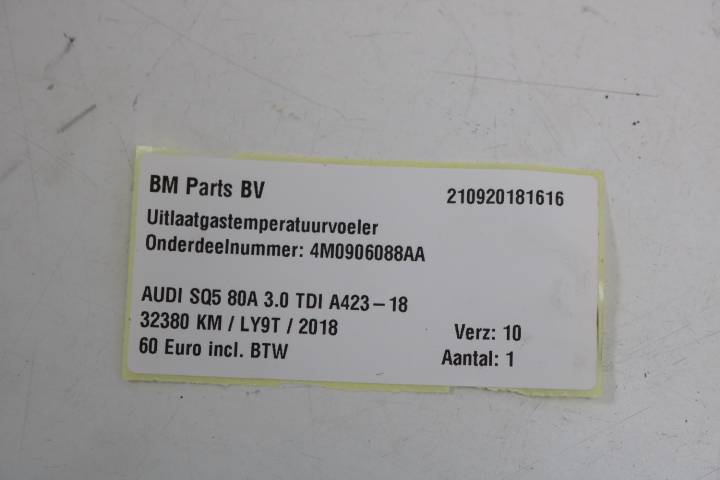 BM Parts BV 210920181616
Uitlaatgastemperatuurvoeler
Onderdeelnummer: 4M0906088AA
AUDI SQ5 80A 3.0 TDI A423-18
32380 KM / LY9T / 2018 Verz: 10
60 Euro incl. BTW Aantal: 1